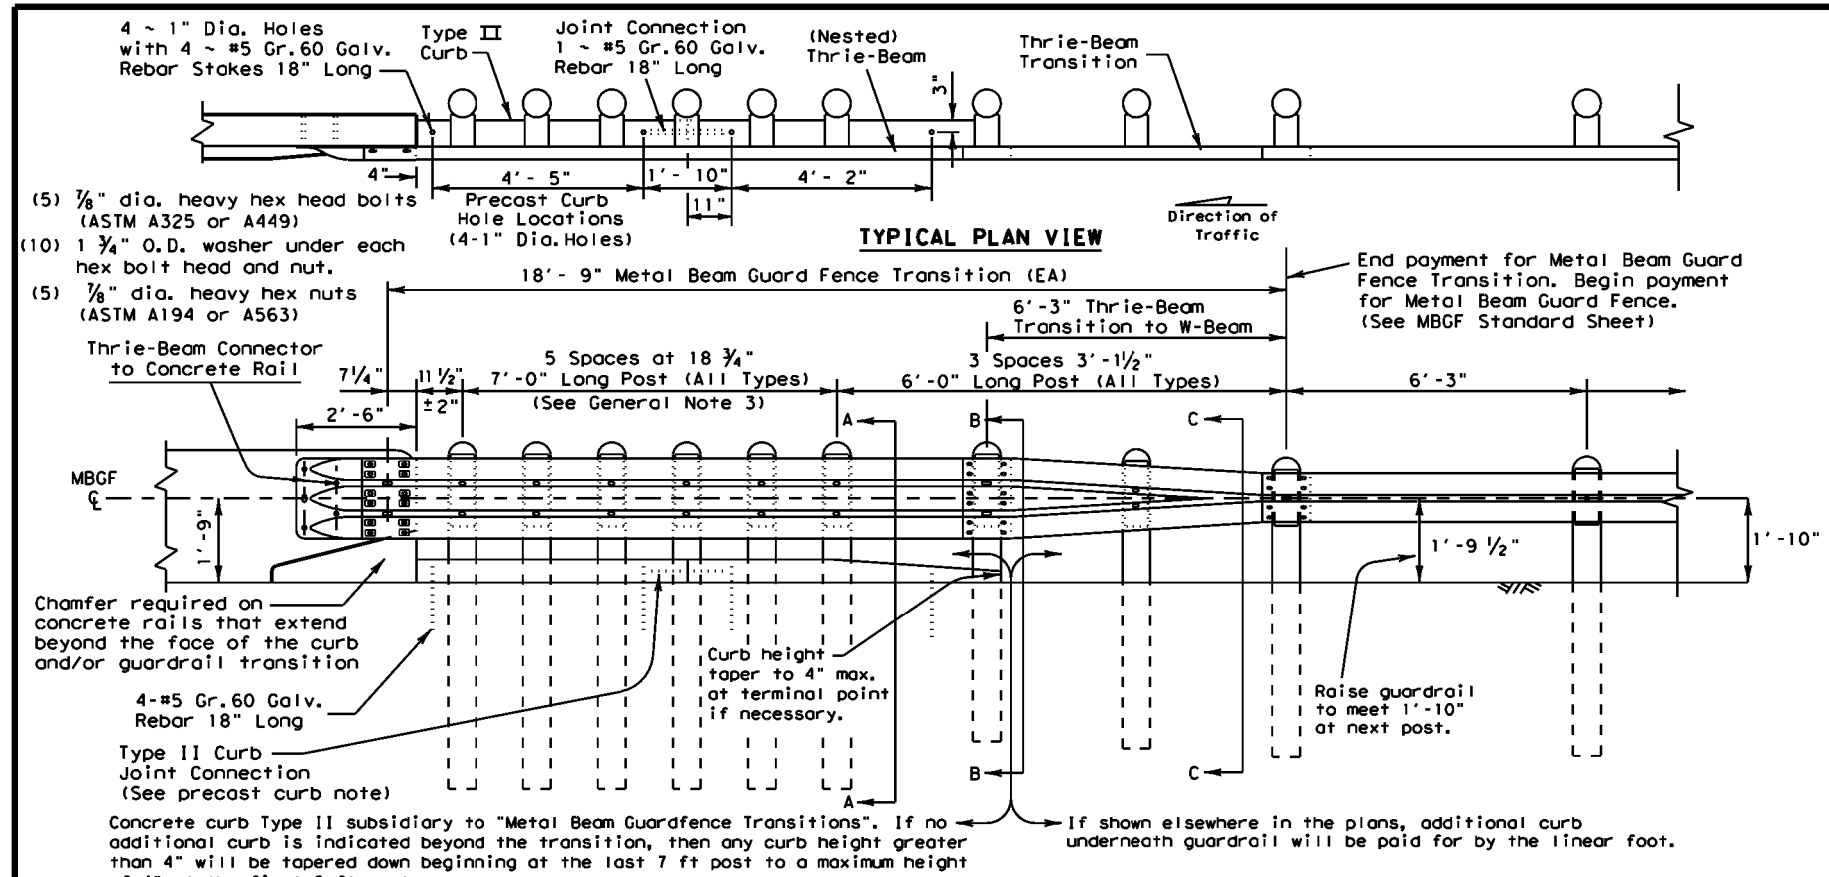 4 ~ 1" Dia. Holes
with 4 ~ #5 Gr.60 Galv.
Rebar Stakes 18" Long
Type II
Curb
Joint Connection
1 ~ #5 Gr.60 Galv.
Rebar 18" Long
(Nested)
Thrie-Beam
Thrie-Beam
Transition
3"
4"
4'- 5"
1'- 10"
4'- 2"
11"
Precast Curb
Hole Locations
(4-1" Dia.Holes)
TYPICAL PLAN VIEW
Direction of
Traffic
(5) 7/8" dia. heavy hex head bolts
(ASTM A325 or A449)
(10) 1 3/4" O.D. washer under each
hex bolt head and nut.
(5) 7/8" dia. heavy hex nuts
(ASTM A194 or A563)
18'- 9" Metal Beam Guard Fence Transition (EA)
End payment for Metal Beam Guard
Fence Transition. Begin payment
for Metal Beam Guard Fence.
(See MBGF Standard Sheet)
6'-3" Thrie-Beam
Transition to W-Beam
Thrie-Beam Connector
to Concrete Rail
7 1/4"
11 1/2"
±2"
5 Spaces at 18 3/4"
7'-0" Long Post (All Types)
(See General Note 3)
3 Spaces 3'-1 1/2"
6'-0" Long Post (All Types)
6'-3"
2'-6"
A
B
C
MBGF
℄
1'-9"
1'-9 1/2"
1'-10"
Chamfer required on
concrete rails that extend
beyond the face of the curb
and/or guardrail transition
Curb height
taper to 4" max.
at terminal point
if necessary.
Raise guardrail
to meet 1'-10"
at next post.
4-#5 Gr.60 Galv.
Rebar 18" Long
Type II Curb
Joint Connection
(See precast curb note)
A
B
C
Concrete curb Type II subsidiary to "Metal Beam Guardfence Transitions". If no
additional curb is indicated beyond the transition, then any curb height greater
than 4" will be tapered down beginning at the last 7 ft post to a maximum height
If shown elsewhere in the plans, additional curb
underneath guardrail will be paid for by the linear foot.